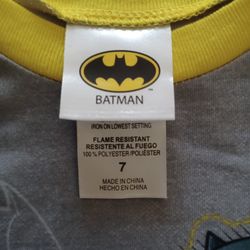 BATMAN
IRON ON LOWEST SETTING
FLAME RESISTANT
RESISTENTE AL FUEGO
100% POLYESTER/POLIÉSTER
7
MADE IN CHINA
HECHO EN CHINA